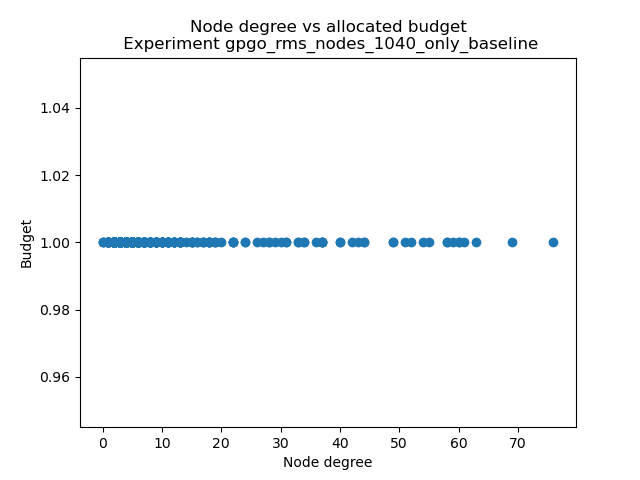 Node degree vs allocated budget
Experiment gpgo_rms_nodes_1040_only_baseline
1.04
1.02
1.00
0.98
0.96
Budget
0 10 20 30 40 50 60 70
Node degree